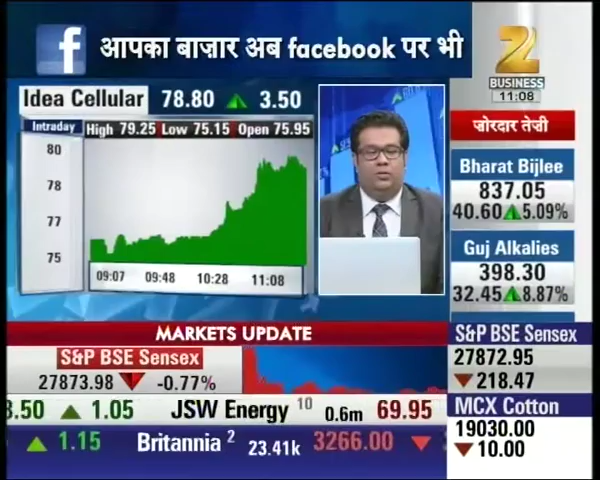 आपका बाज़ार अब facebook पर भी
BUSINESS
11:08
Idea Cellular 78.80 3.50
Intraday High 79.25 Low 75.15 Open 75.95
80
78
77
75
09:07 09:48 10:28 11:08
ज़ोरदार तेजी
Bharat Bijlee
837.05
40.60 5.09%
Guj Alkalies
398.30
32.45 8.87%
MARKETS UPDATE
S&P BSE Sensex
27873.98 -0.77%
S&P BSE Sensex
27872.95
218.47
3.50 1.05 JSW Energy 10 0.6m 69.95
1.15 Britannia 2 23.41k 3266.00
MCX Cotton
19030.00
10.00